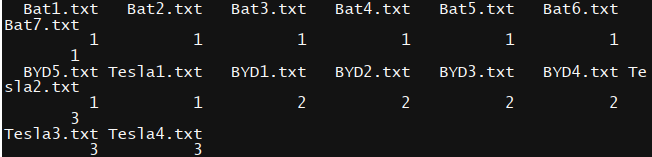 Bat1.txt Bat2.txt Bat3.txt Bat4.txt Bat5.txt Bat6.txt
Bat7.txt
1 1 1 1 1 1
1
BYD5.txt Tesla1.txt BYD1.txt BYD2.txt BYD3.txt BYD4.txt Te
sla2.txt
1 1 2 2 2 2
3
Tesla3.txt Tesla4.txt
3 3